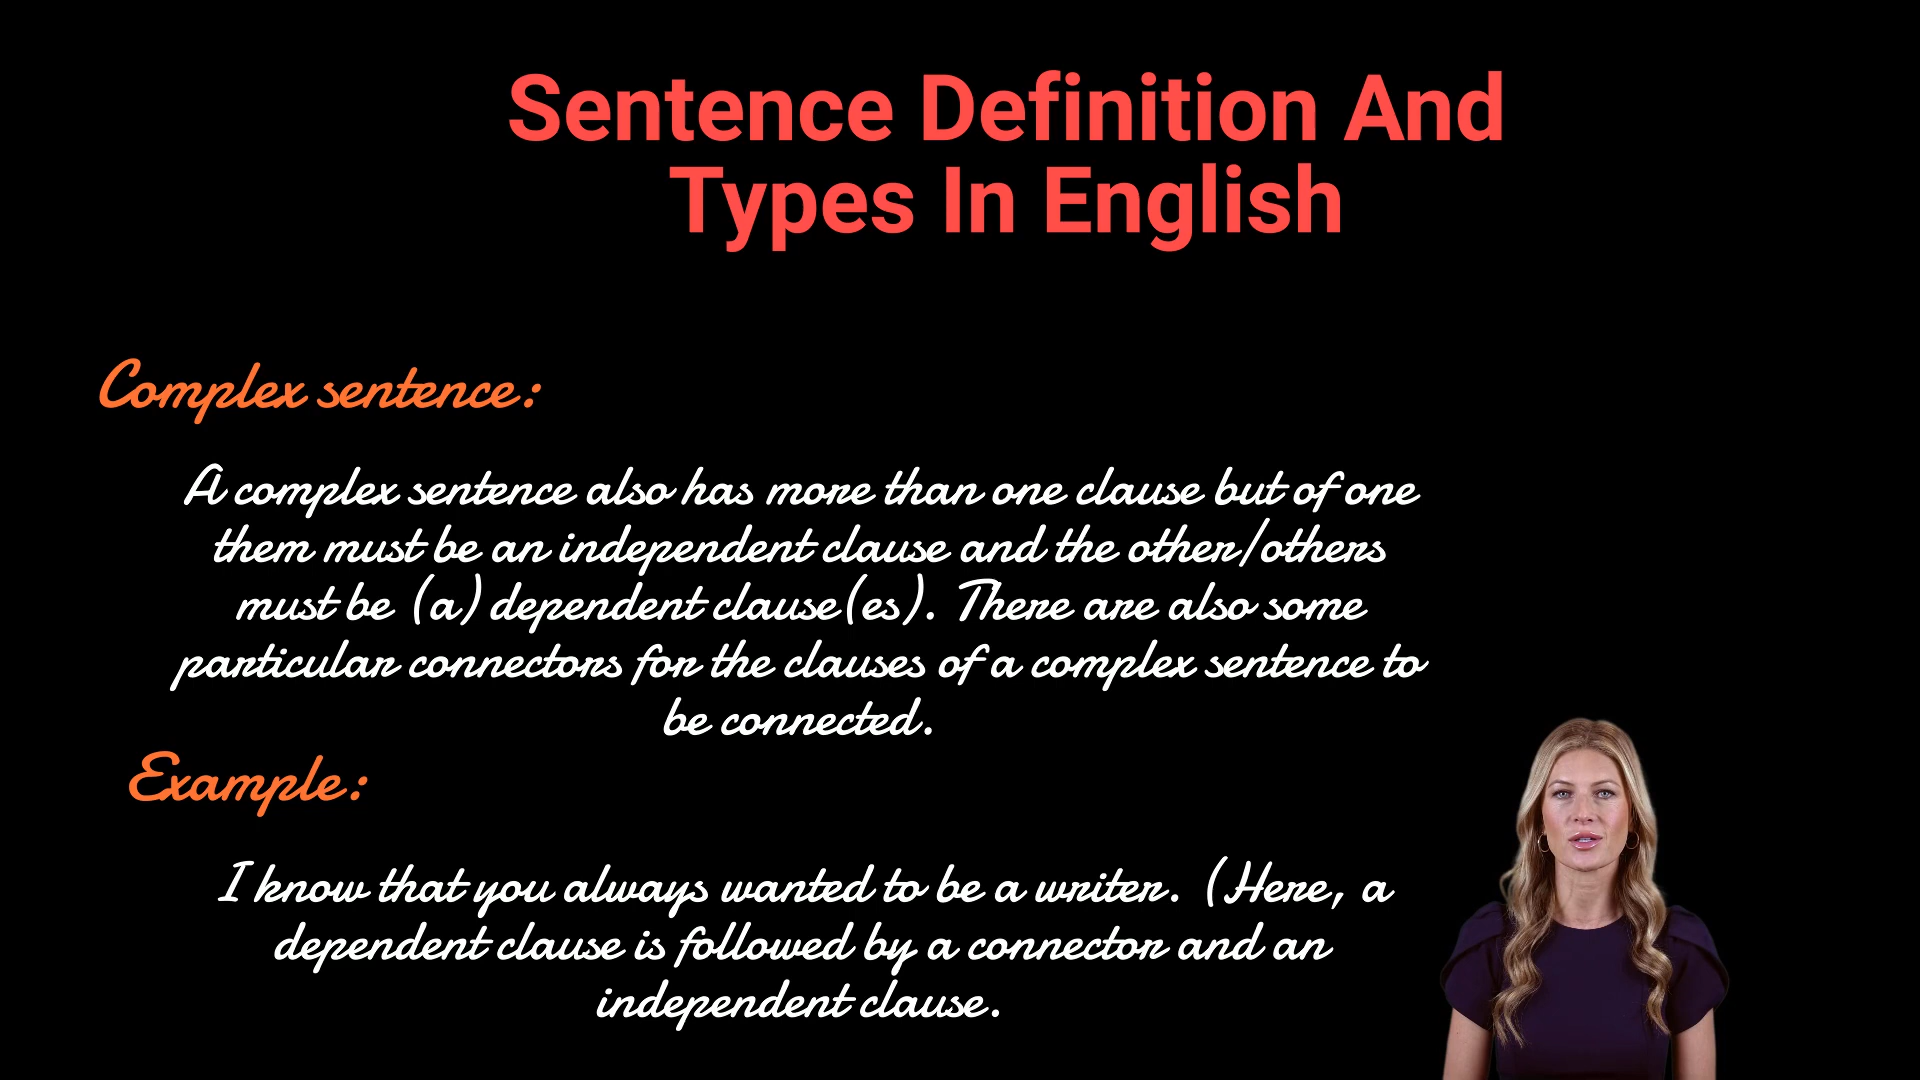 Sentence Definition And
Types In English
Complex sentence:
A complex sentence also has more than one clause but of one
them must be an independent clause and the other/others
must be (a) dependent clause(es). There are also some
particular connectors for the clauses of a complex sentence to
be connected.
Example:
I know that you always wanted to be a writer. (Here, a
dependent clause is followed by a connector and an
independent clause.